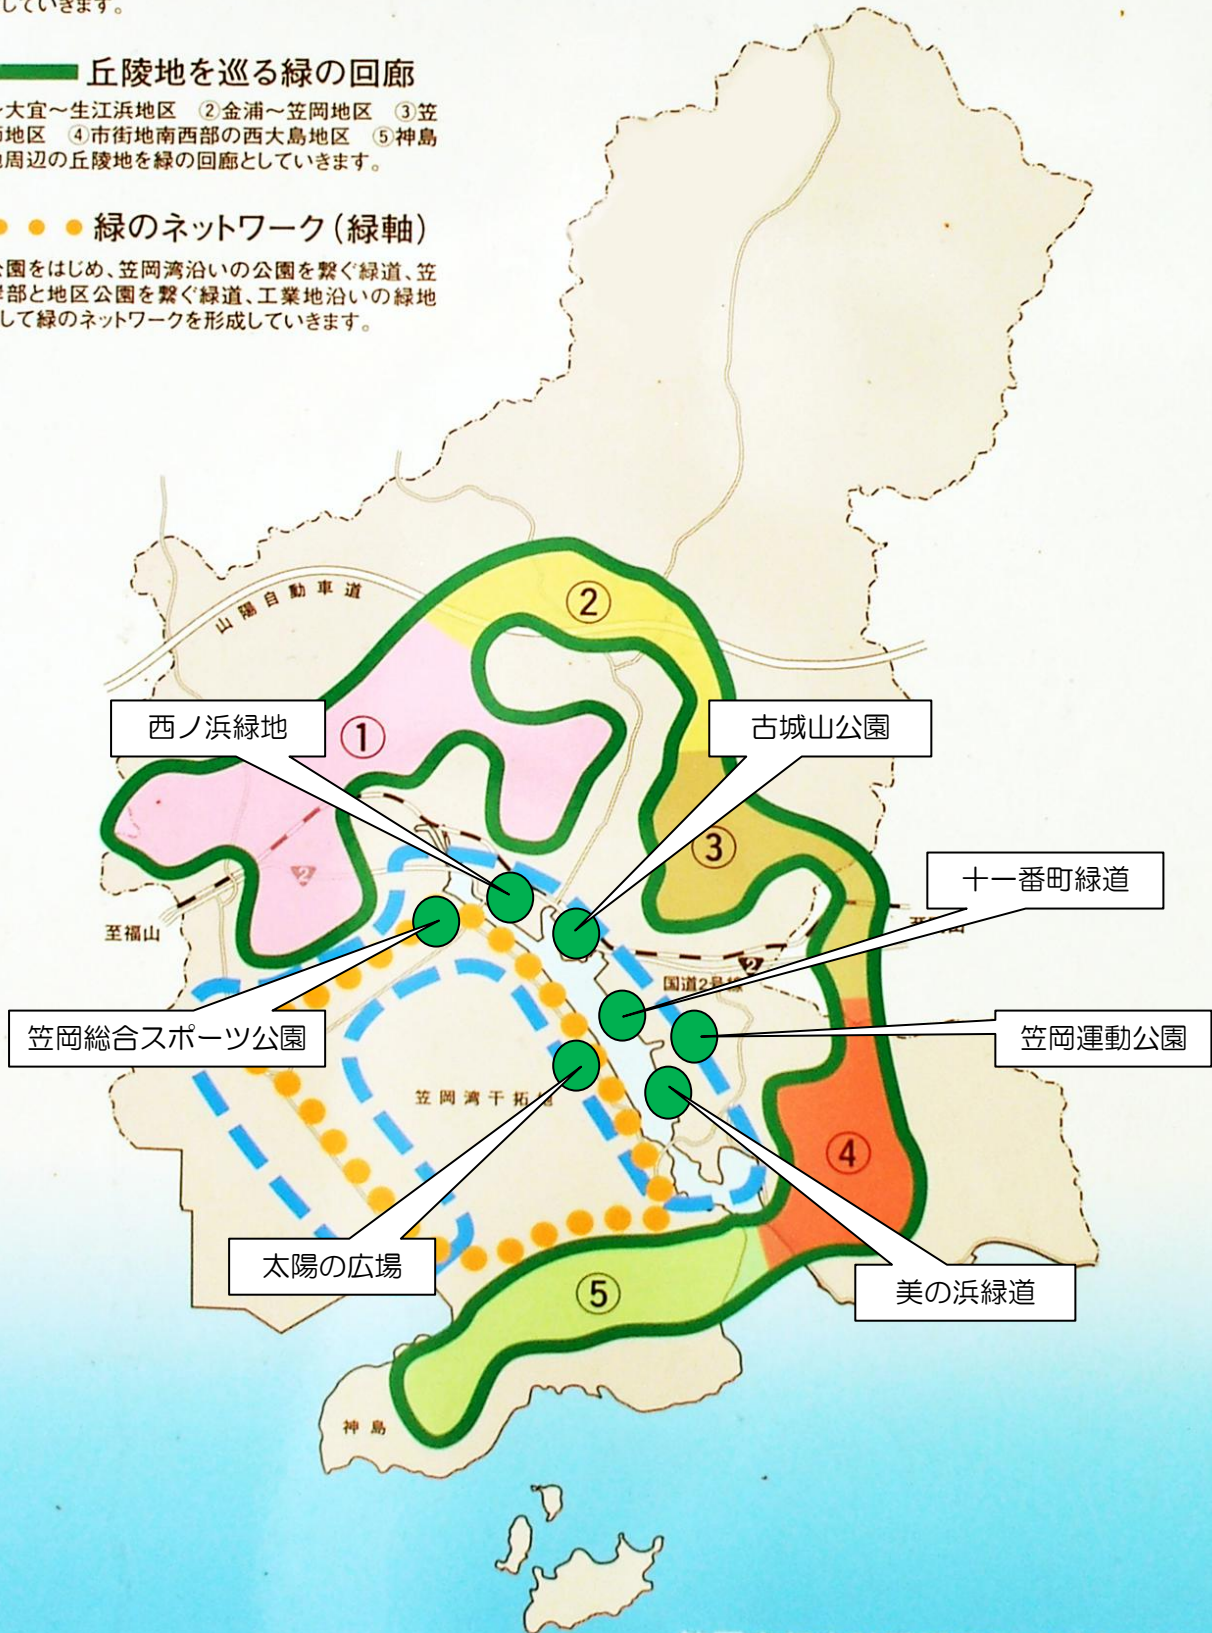 していきます。
丘陵地を巡る緑の回廊
大宜～生江浜地区 ②金浦～笠岡地区 ③笠
地区 ④市街地南西部の西大島地区 ⑤神島
周辺の丘陵地を緑の回廊としていきます。
緑のネットワーク(緑軸)
公園をはじめ、笠岡湾沿いの公園を繋ぐ緑道、笠
岸部と地区公園を繋ぐ緑道、工業地沿いの緑地
して緑のネットワークを形成していきます。
山陽自動車道
②
①
西ノ浜緑地
古城山公園
③
2
十一番町緑道
至福山
至
山
2
国道2号線
笠岡総合スポーツ公園
笠岡運動公園
笠岡湾干拓地
④
太陽の広場
⑤
美の浜緑道
神島